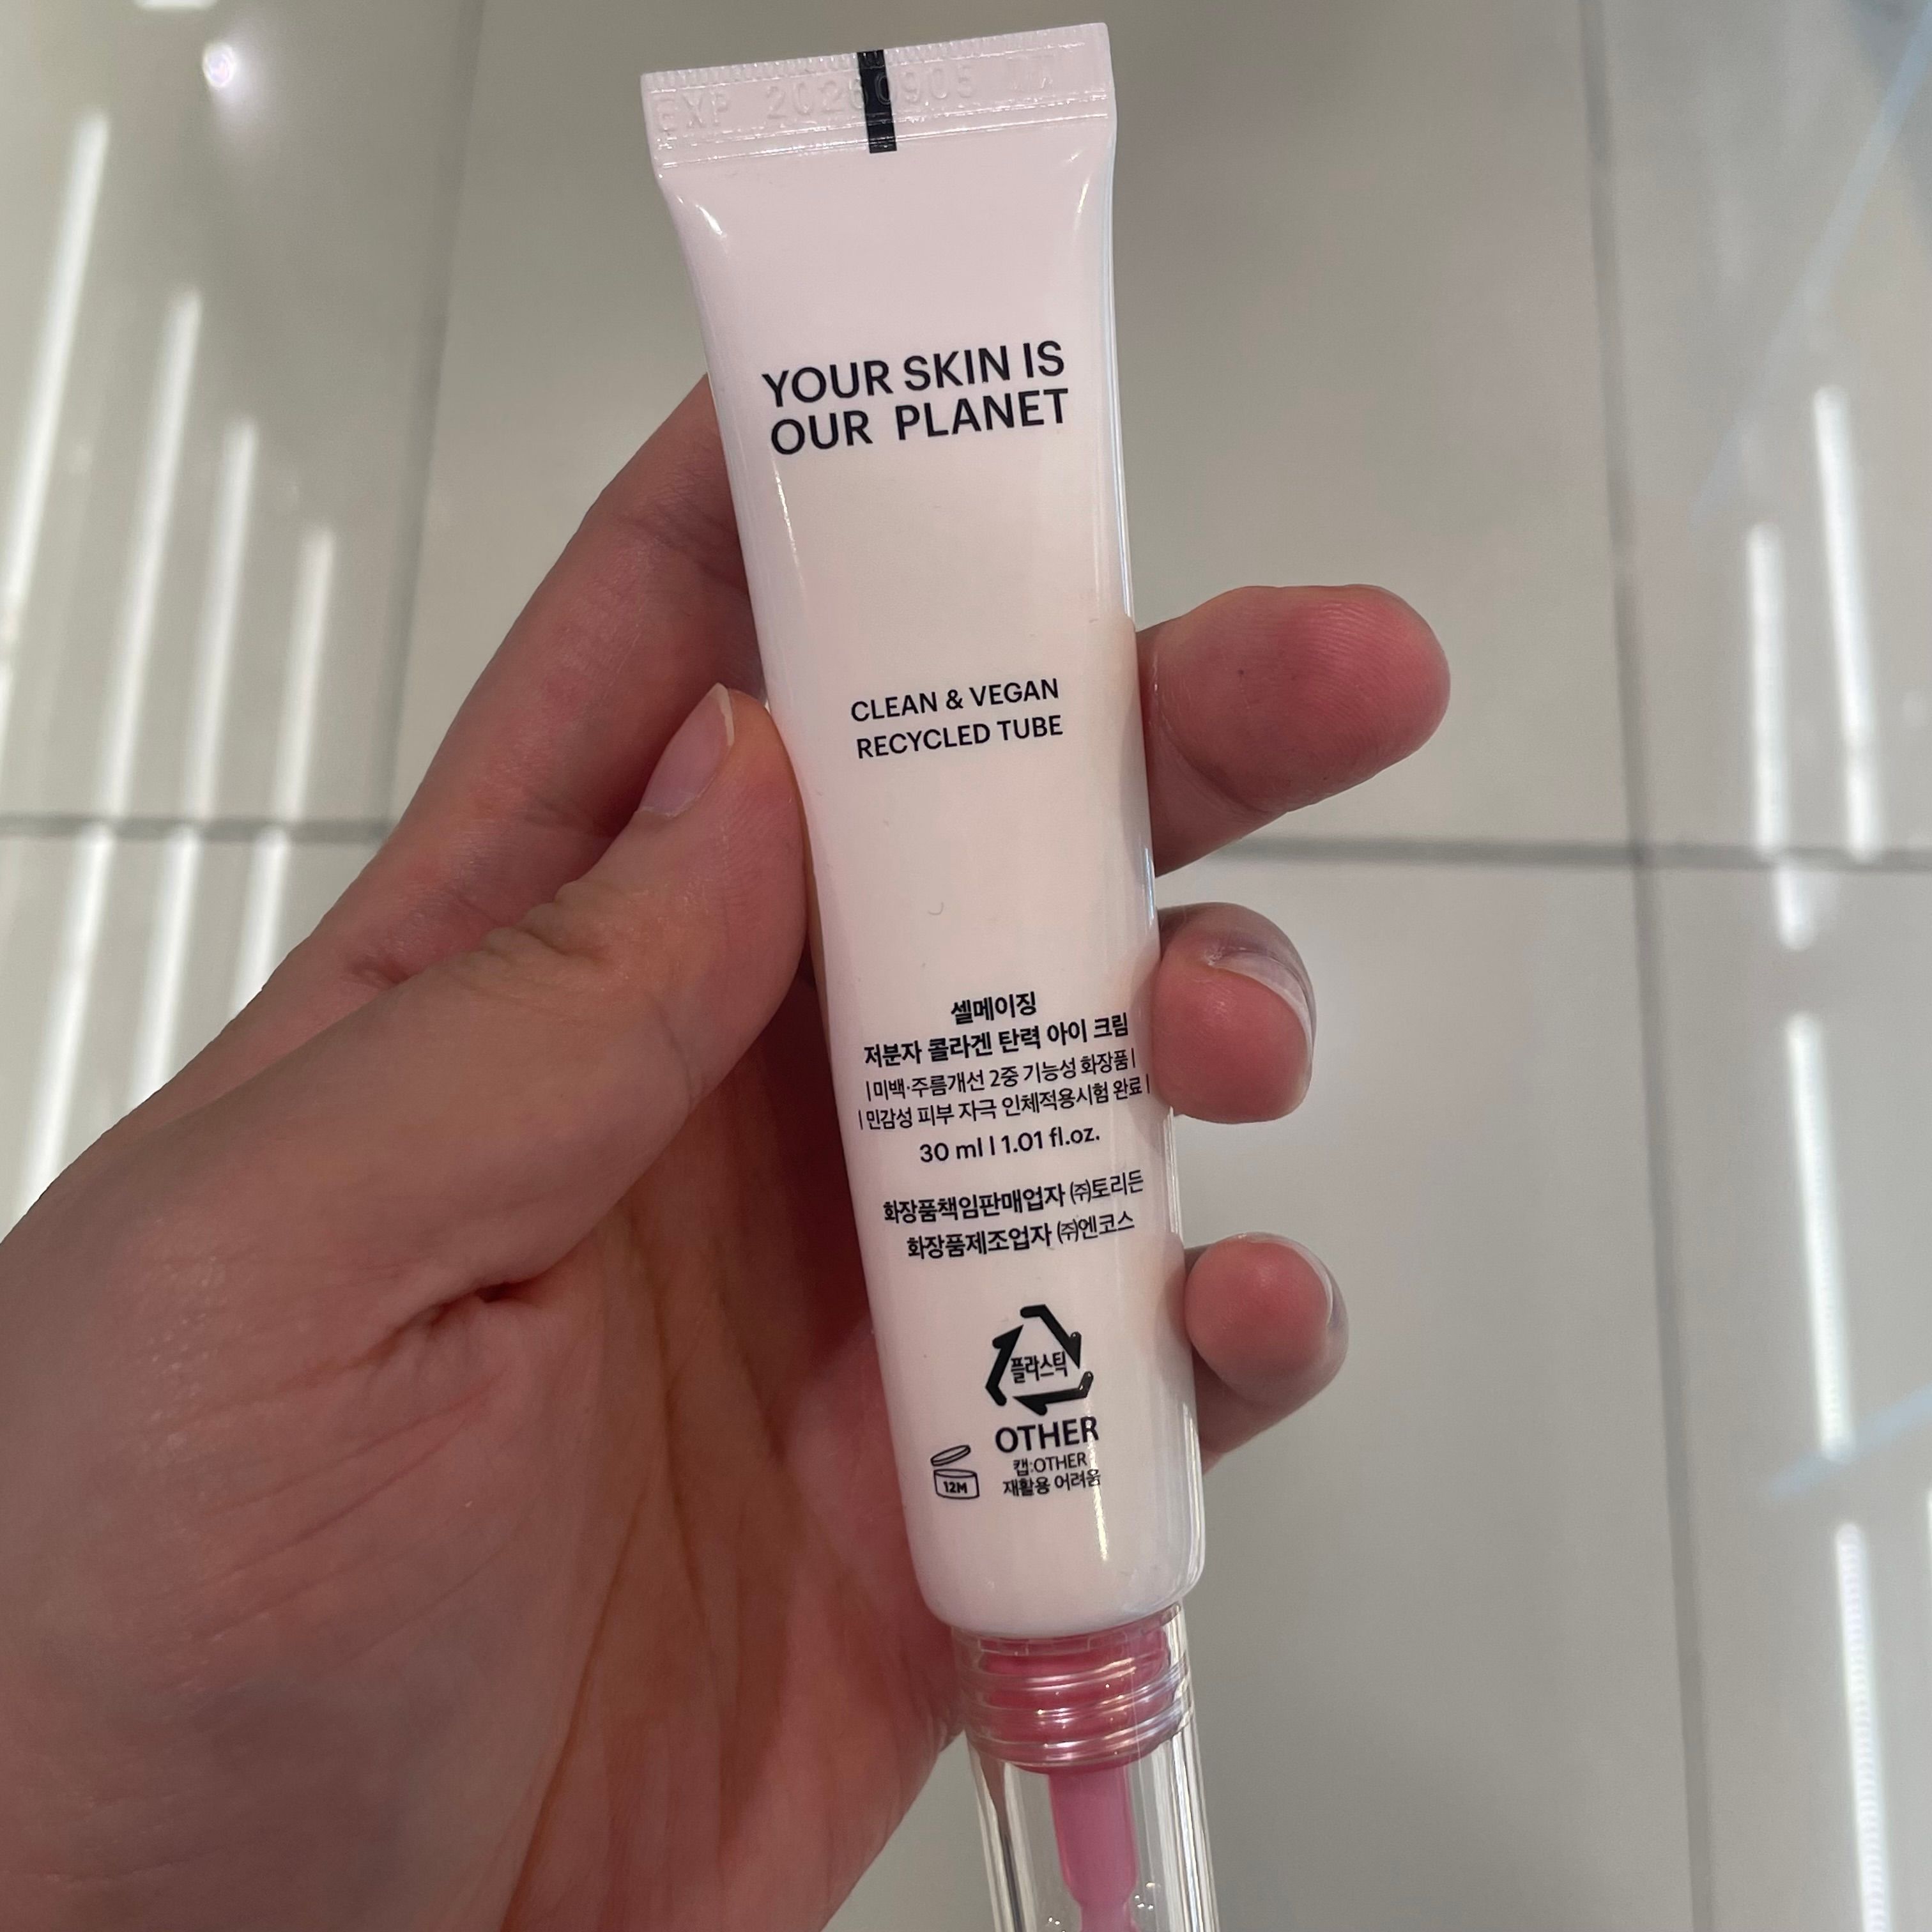 EXP 20260905
YOUR SKIN IS
OUR PLANET
CLEAN & VEGAN
RECYCLED TUBE
셀메이징
저분자 콜라겐 탄력 아이 크림
|미백·주름개선 2중 기능성 화장품|
|민감성 피부 자극 인체적용시험 완료|
30 ml | 1.01 fl.oz.
화장품책임판매업자 ㈜토리든
화장품제조업자 ㈜엔코스
플라스틱
OTHER
캡:OTHER
재활용 어려움
12M